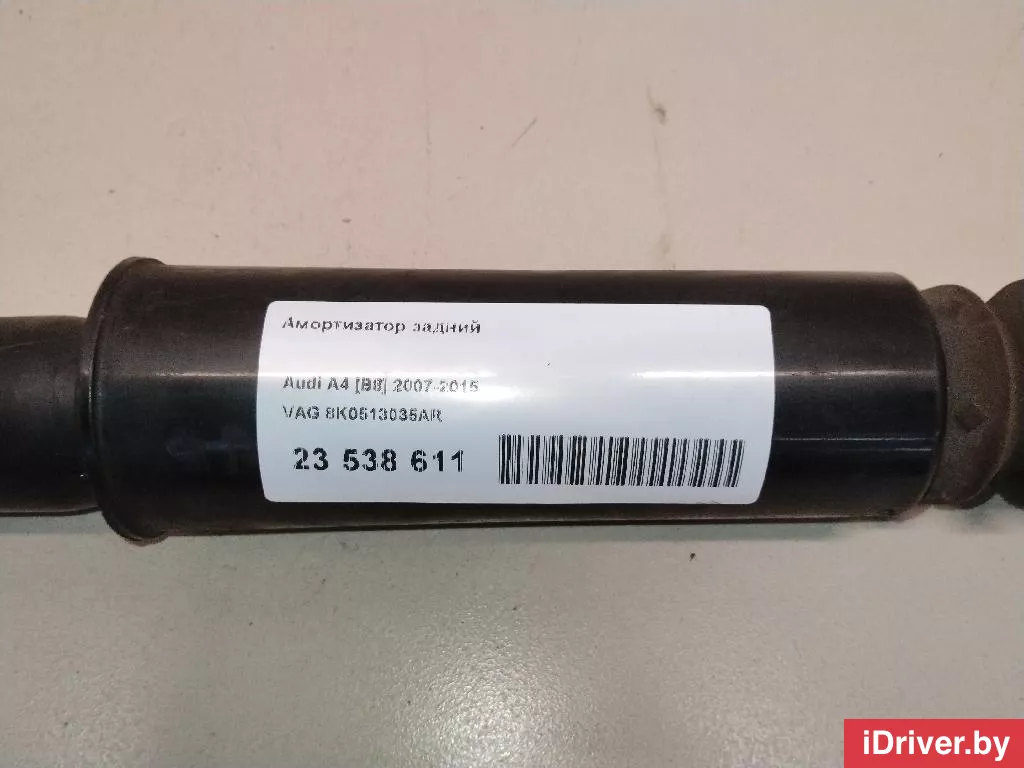 Амортизатор задний
Audi A4 [B8] 2007-2015
VAG 8K0513035AR
23 538 611
iDriver.by